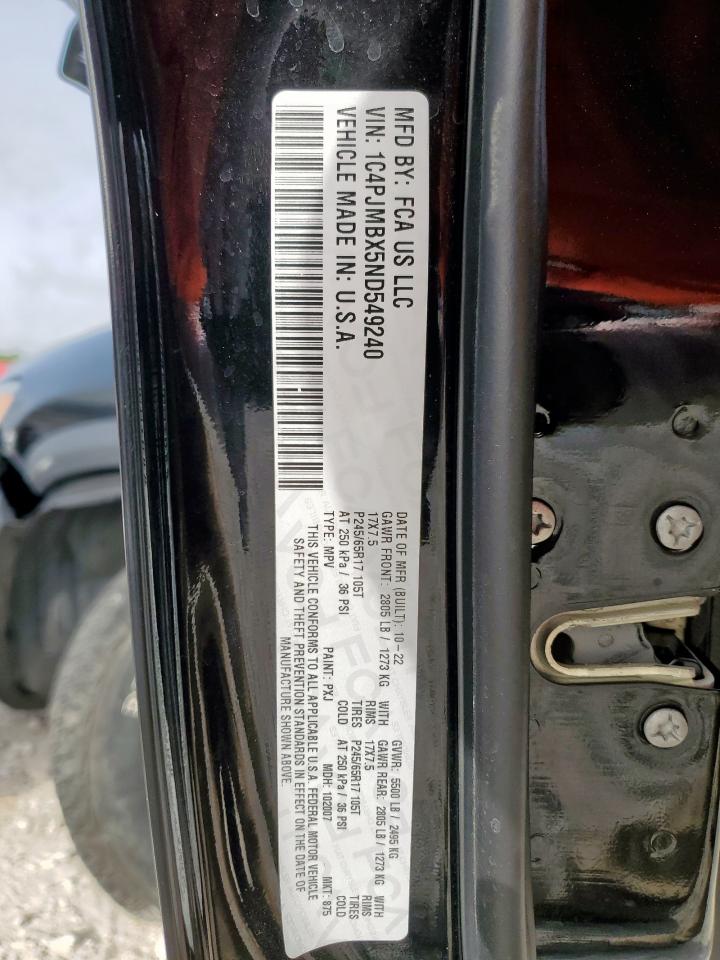 MFD BY: FCA US LLC
VIN: 1C4PJMBX5ND549240
VEHICLE MADE IN: U.S.A.
DATE OF MFR (BUILT): 10-22 GVWR: 5500 LB / 2495 KG
GAWR FRONT: 2805 LB / 1273 KG WITH GAWR REAR: 2805 LB / 1273 KG WITH
17X7.5 RIMS 17X7.5 RIMS
P245/65R17 105T TIRES P245/65R17 105T TIRES
AT 250 kPa / 36 PSI COLD AT 250 kPa / 36 PSI COLD
TYPE: MPV PAINT: PXJ MDH: 102007 MKT: 875
THIS VEHICLE CONFORMS TO ALL APPLICABLE U.S.A. FEDERAL MOTOR VEHICLE
SAFETY AND THEFT PREVENTION STANDARDS IN EFFECT ON THE DATE OF
MANUFACTURE SHOWN ABOVE.